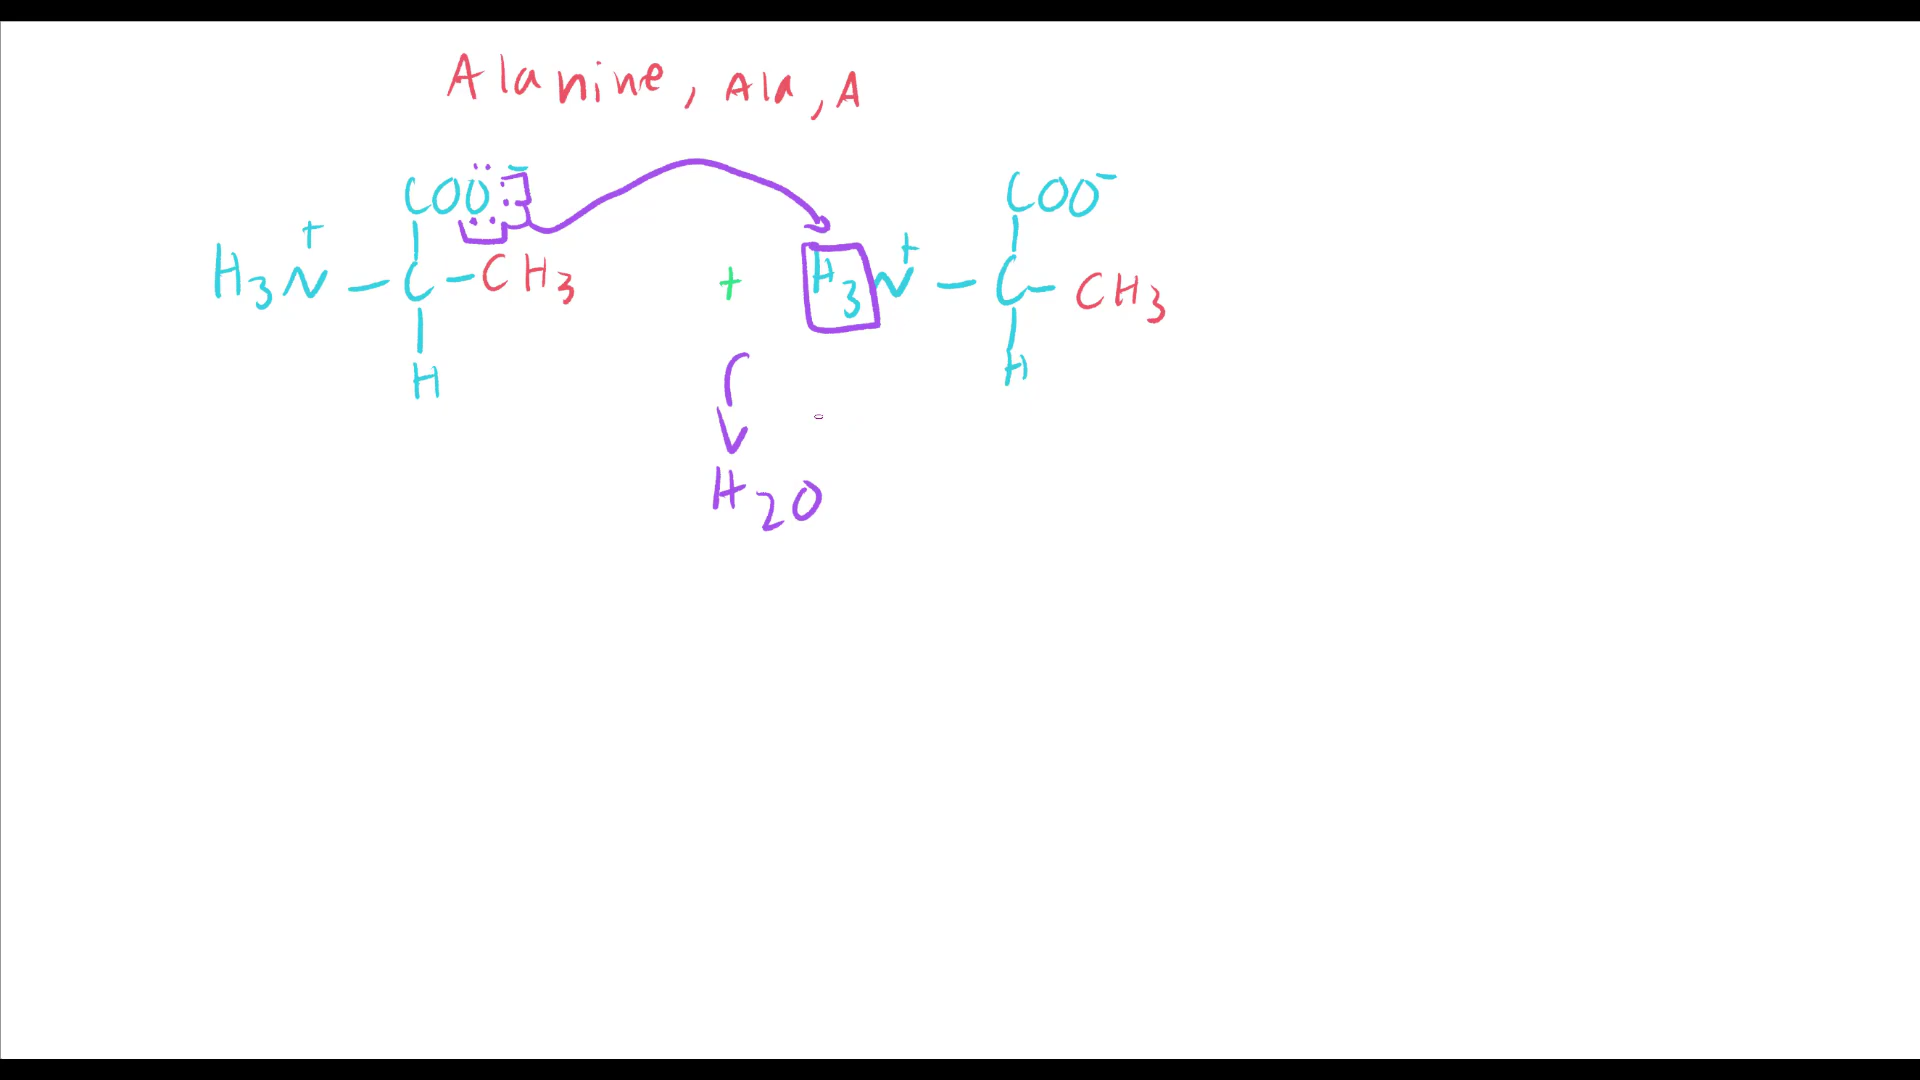 Alanine, Ala, A
COO⁻ COO⁻
H₃N⁺ – C – CH₃ + H₃N⁺ – C – CH₃
H H
H₂O